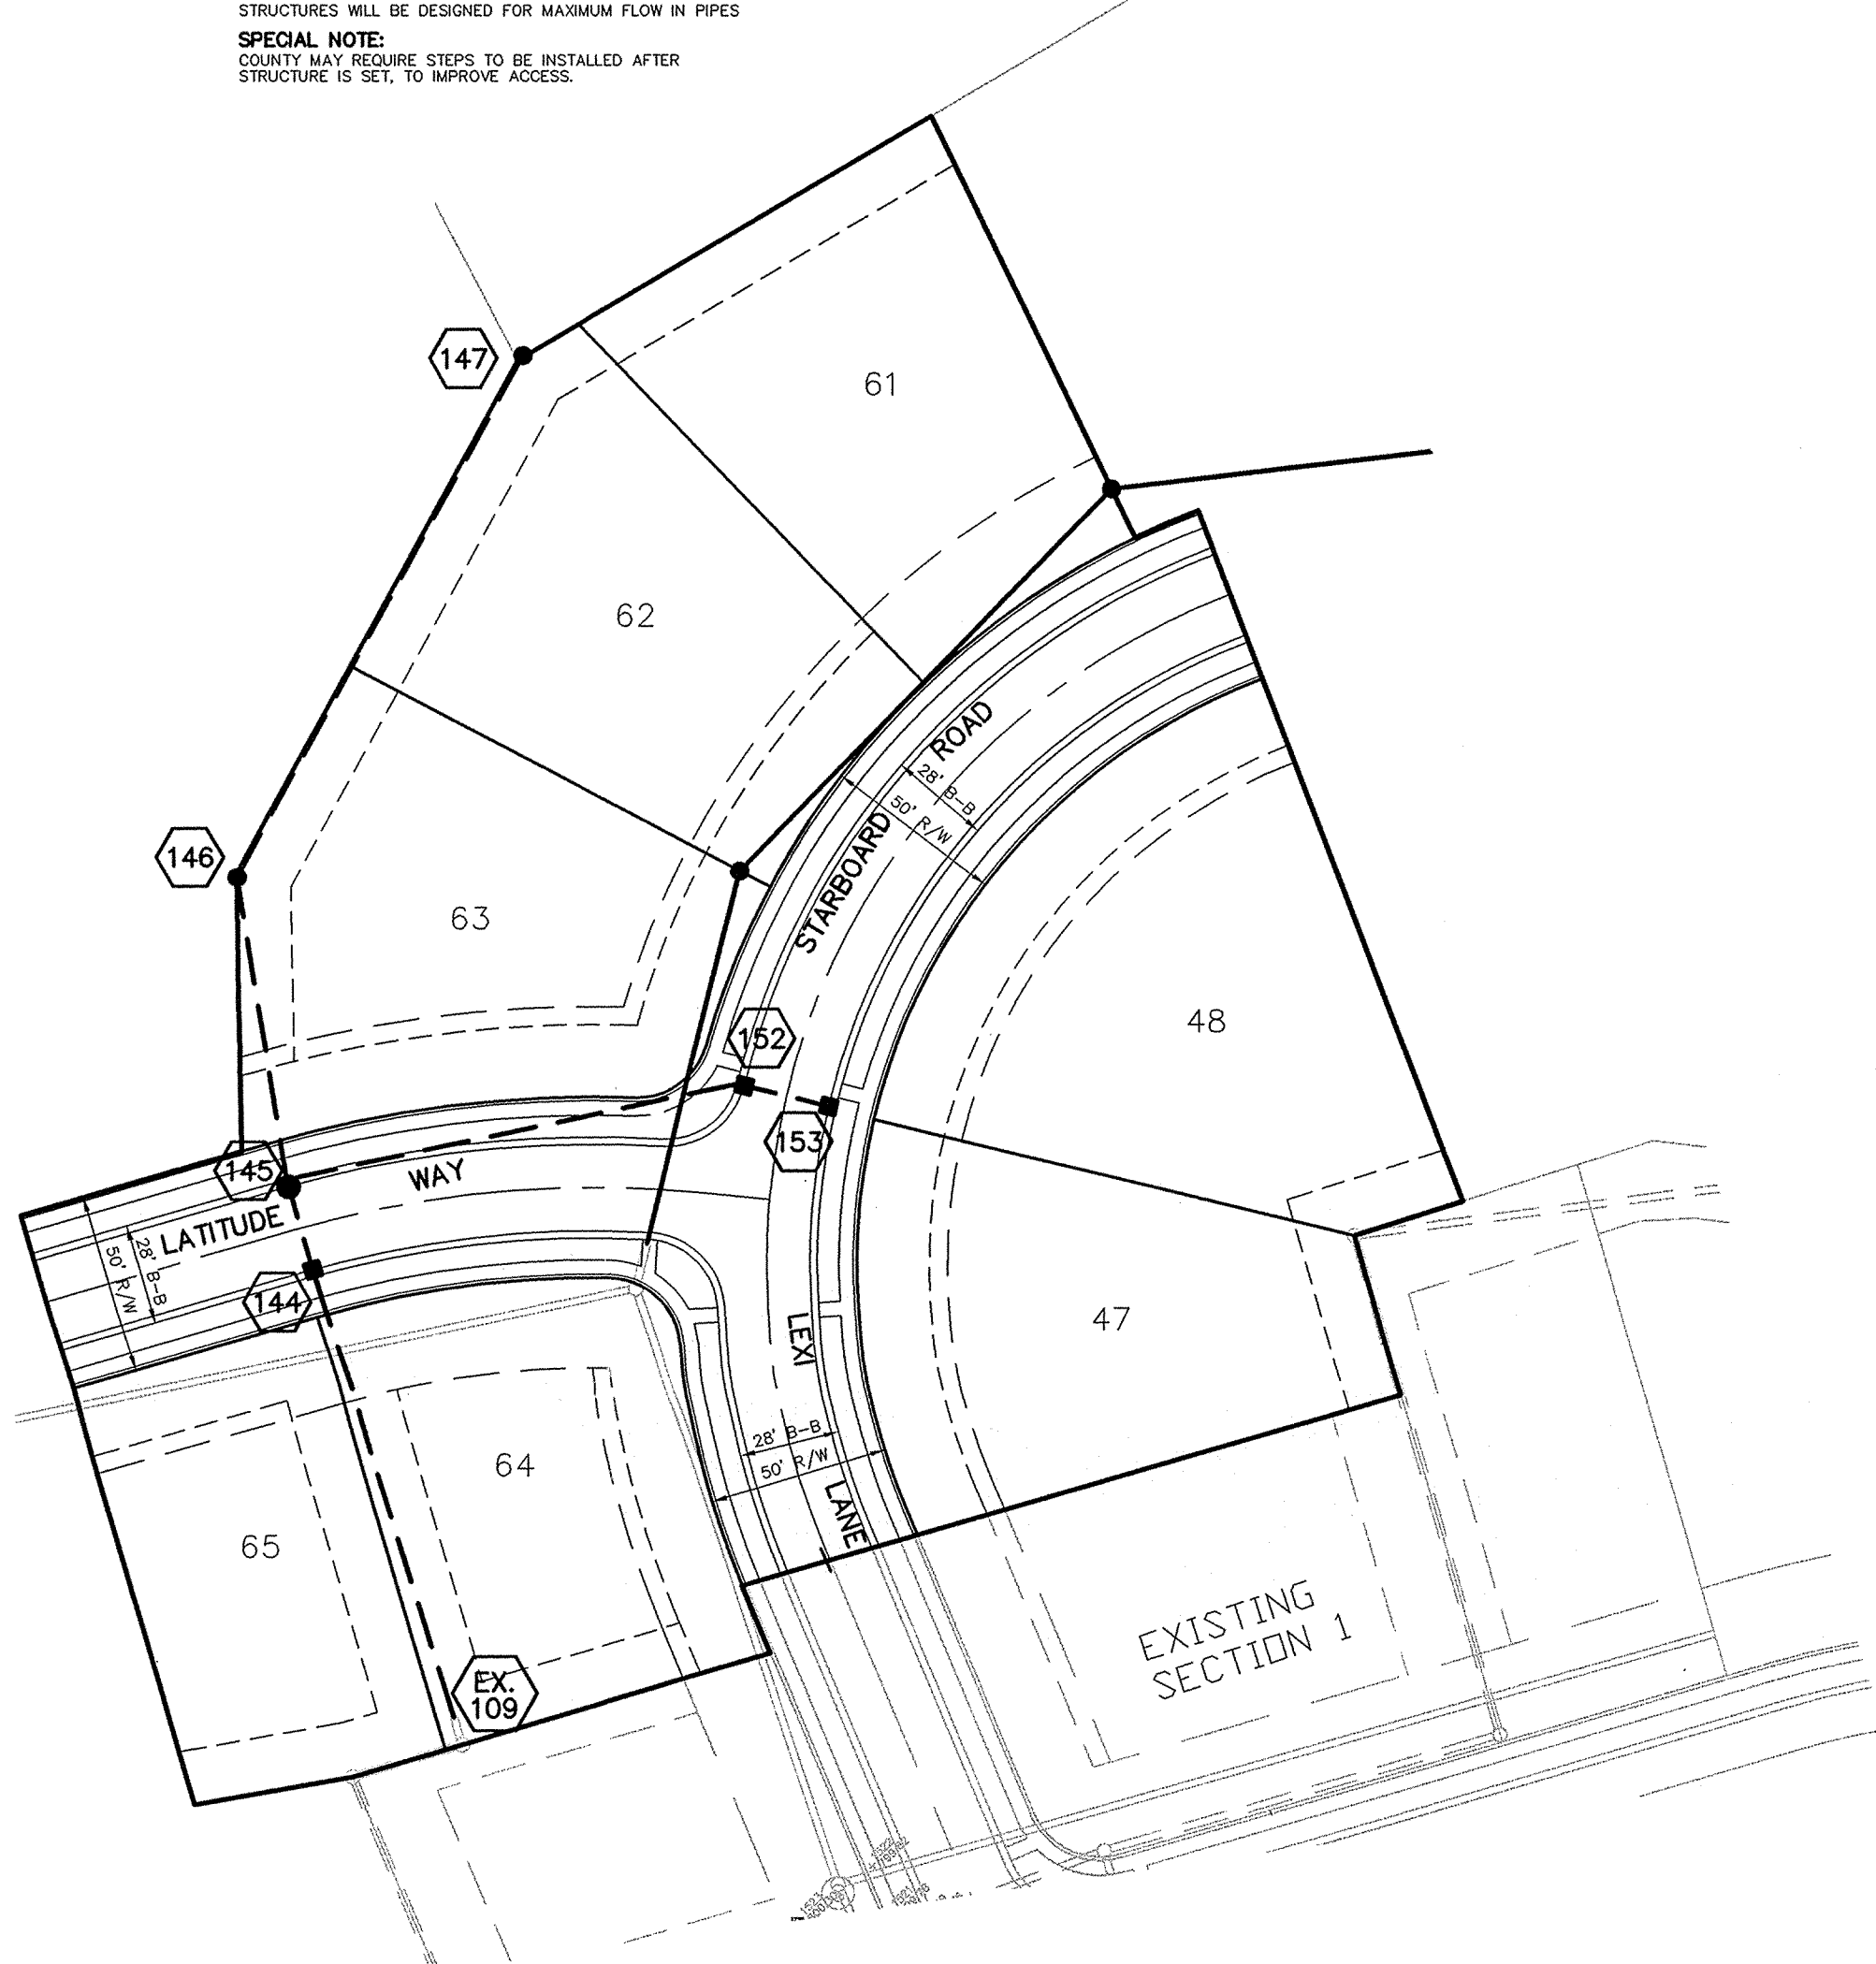 STRUCTURES WILL BE DESIGNED FOR MAXIMUM FLOW IN PIPES
SPECIAL NOTE:
COUNTY MAY REQUIRE STEPS TO BE INSTALLED AFTER
STRUCTURE IS SET, TO IMPROVE ACCESS.
147
61
62
146
63
STARBOARD ROAD
28' B-B
50' R/W
48
152
153
145
LATITUDE WAY
28' B-B
50' R/W
144
47
LEXI LANE
28' B-B
50' R/W
64
65
EX.
109
EXISTING
SECTION 1